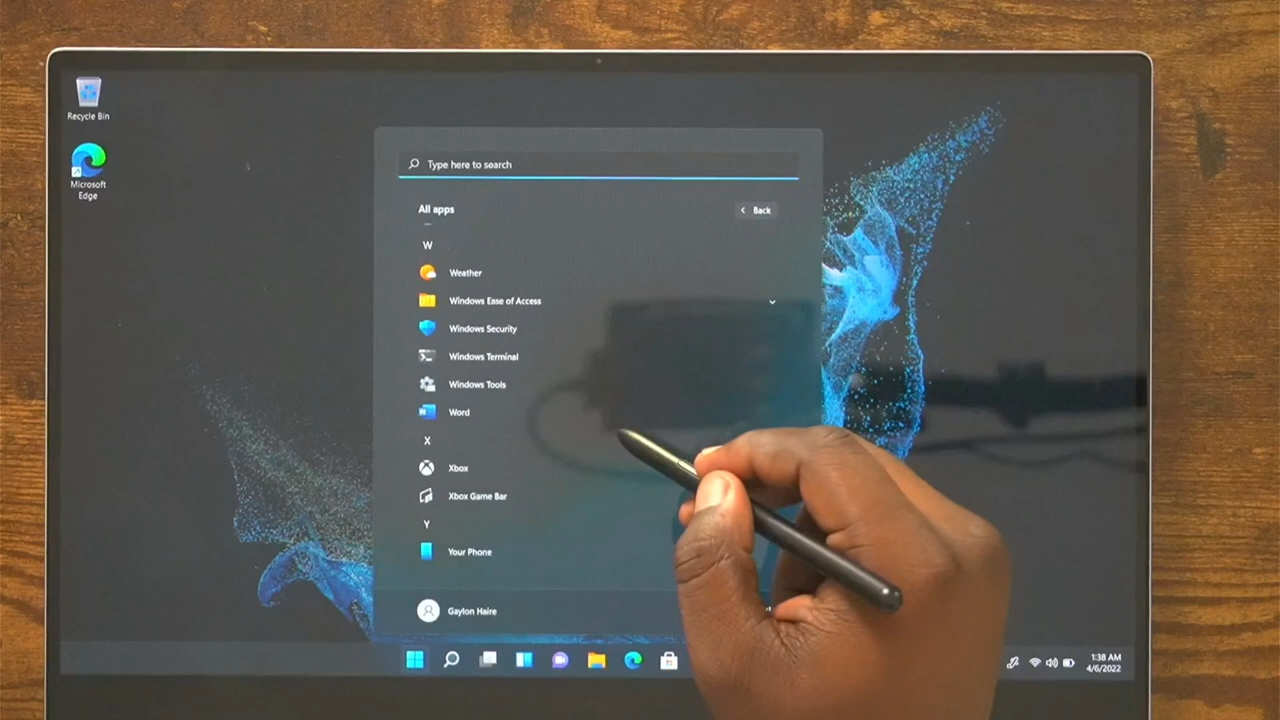 Recycle Bin
Microsoft
Edge
Type here to search
All apps
Back
W
Weather
Windows Ease of Access
Windows Security
Windows Terminal
Windows Tools
Word
X
Xbox
Xbox Game Bar
Y
Your Phone
Gaylon Haire
1:38 AM
4/6/2022